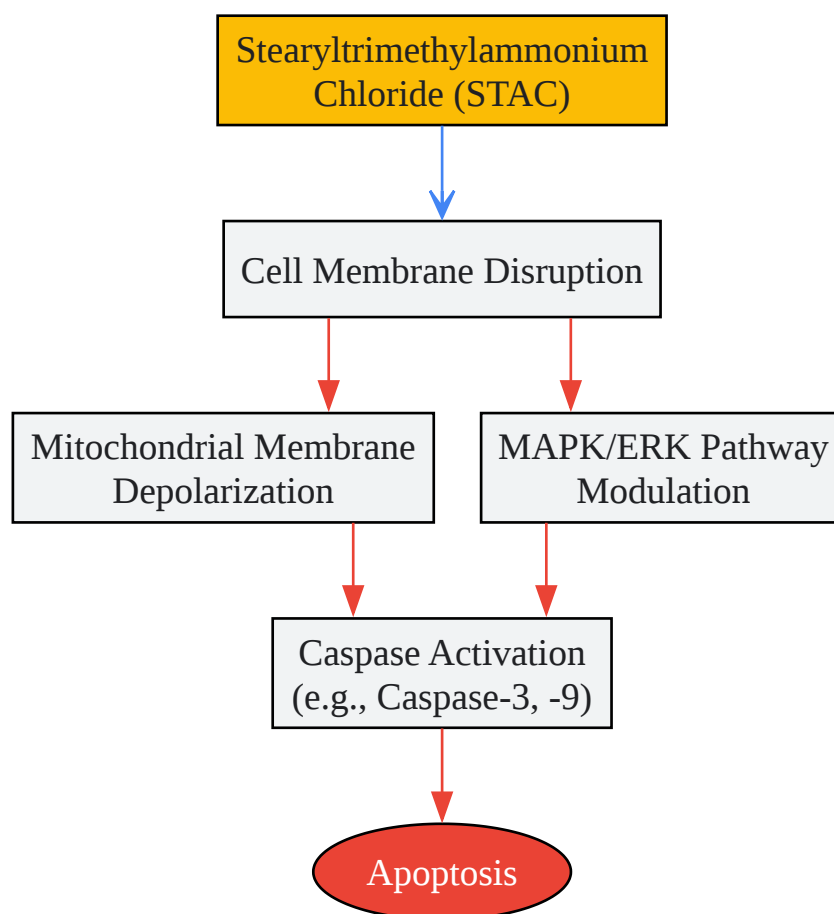 Stearyltrimethylammonium
Chloride (STAC)
Cell Membrane Disruption
Mitochondrial Membrane
Depolarization
MAPK/ERK Pathway
Modulation
Caspase Activation
(e.g., Caspase-3, -9)
Apoptosis